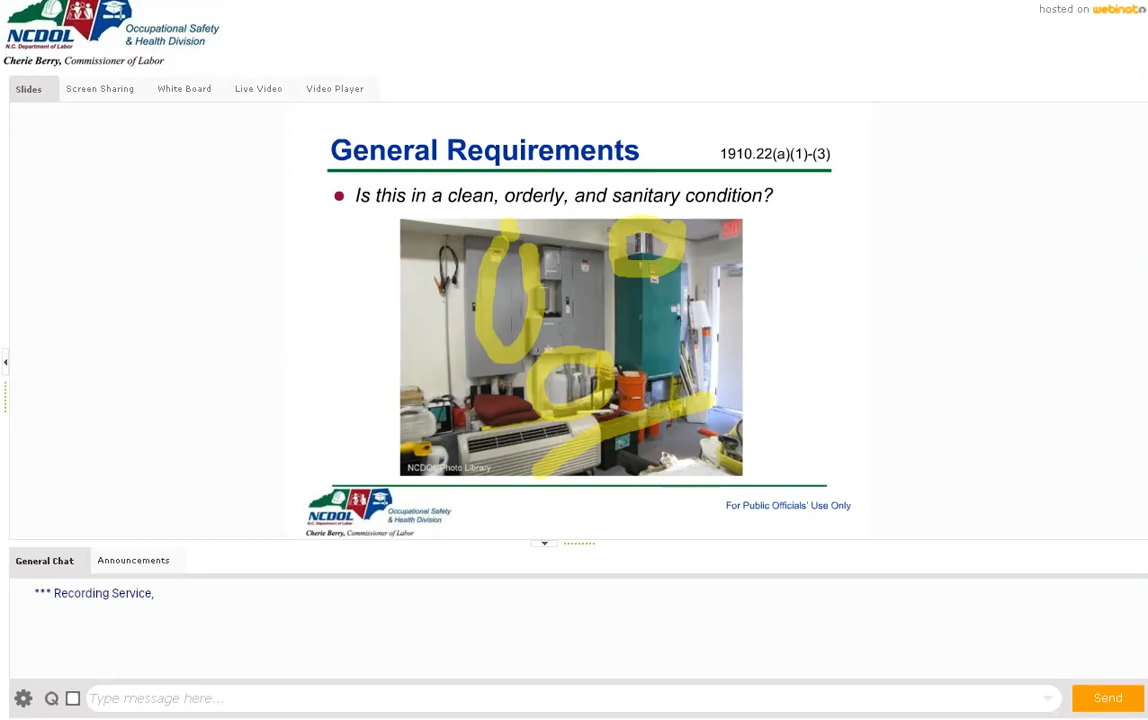 hosted on webinato
NCDOL
N.C. Department of Labor
Occupational Safety
& Health Division
Cherie Berry, Commissioner of Labor
Slides Screen Sharing White Board Live Video Video Player
General Requirements 1910.22(a)(1)-(3)
Is this in a clean, orderly, and sanitary condition?
EXIT
NCDOL Photo Library
NCDOL
N.C. Department of Labor
Occupational Safety
& Health Division
Cherie Berry, Commissioner of Labor
For Public Officials' Use Only
General Chat Announcements
*** Recording Service,
Type message here...
Send